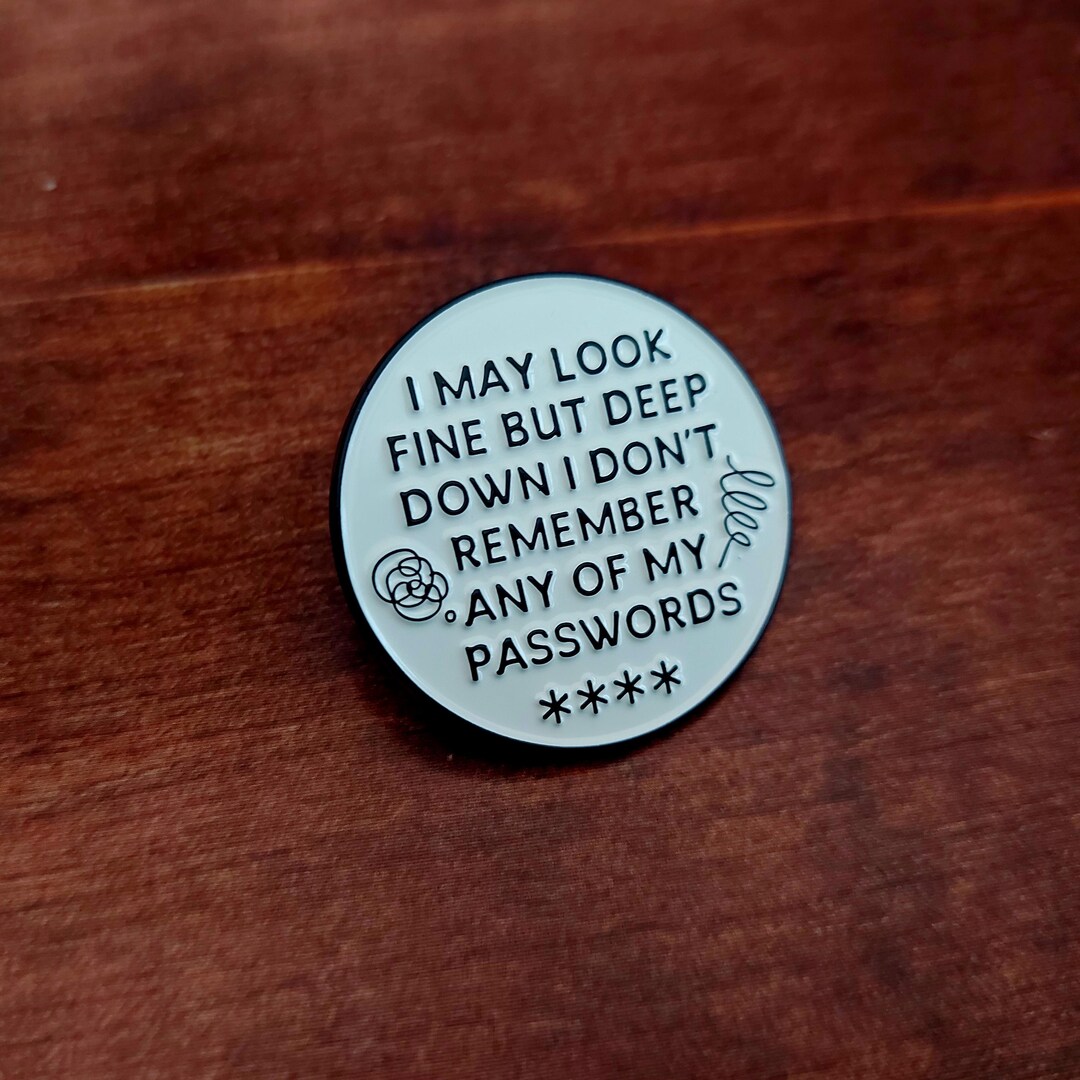 I MAY LOOK
FINE BUT DEEP
DOWN I DON'T
REMEMBER
ANY OF MY
PASSWORDS
****